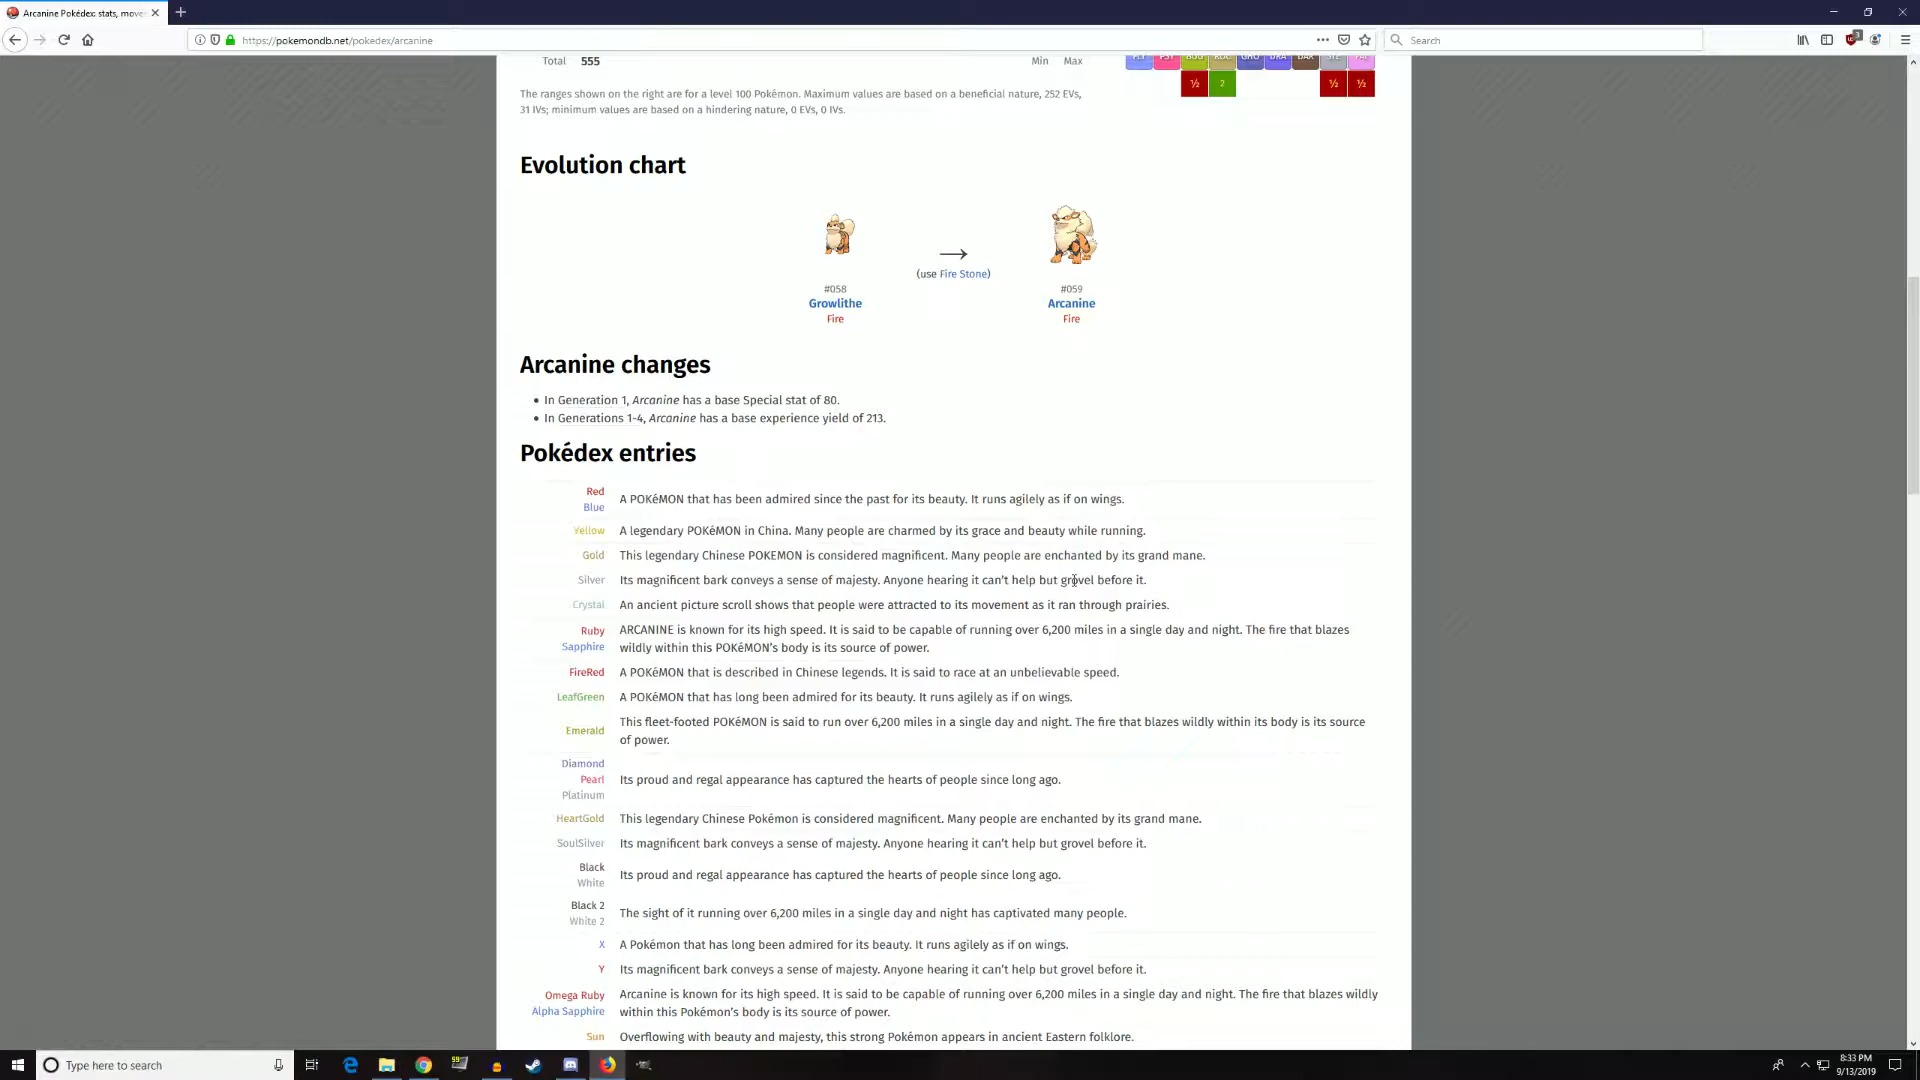 Arcanine Pokédex: stats, move
https://pokemondb.net/pokedex/arcanine
Search
Total 555 Min Max
FLY PSY BUG ROC GHO DRA DAR STE FAI
½ 2 ½ ½
The ranges shown on the right are for a level 100 Pokémon. Maximum values are based on a beneficial nature, 252 EVs,
31 IVs; minimum values are based on a hindering nature, 0 EVs, 0 IVs.
Evolution chart
(use Fire Stone)
#058
Growlithe
Fire
#059
Arcanine
Fire
Arcanine changes
In Generation 1, Arcanine has a base Special stat of 80.
In Generations 1-4, Arcanine has a base experience yield of 213.
Pokédex entries
Red
Blue
A POKéMON that has been admired since the past for its beauty. It runs agilely as if on wings.
Yellow A legendary POKéMON in China. Many people are charmed by its grace and beauty while running.
Gold This legendary Chinese POKEMON is considered magnificent. Many people are enchanted by its grand mane.
Silver Its magnificent bark conveys a sense of majesty. Anyone hearing it can't help but grovel before it.
Crystal An ancient picture scroll shows that people were attracted to its movement as it ran through prairies.
Ruby
Sapphire
ARCANINE is known for its high speed. It is said to be capable of running over 6,200 miles in a single day and night. The fire that blazes
wildly within this POKéMON's body is its source of power.
FireRed A POKéMON that is described in Chinese legends. It is said to race at an unbelievable speed.
LeafGreen A POKéMON that has long been admired for its beauty. It runs agilely as if on wings.
Emerald
This fleet-footed POKéMON is said to run over 6,200 miles in a single day and night. The fire that blazes wildly within its body is its source
of power.
Diamond
Pearl
Platinum
Its proud and regal appearance has captured the hearts of people since long ago.
HeartGold This legendary Chinese Pokémon is considered magnificent. Many people are enchanted by its grand mane.
SoulSilver Its magnificent bark conveys a sense of majesty. Anyone hearing it can't help but grovel before it.
Black
White
Its proud and regal appearance has captured the hearts of people since long ago.
Black 2
White 2
The sight of it running over 6,200 miles in a single day and night has captivated many people.
X A Pokémon that has long been admired for its beauty. It runs agilely as if on wings.
Y Its magnificent bark conveys a sense of majesty. Anyone hearing it can't help but grovel before it.
Omega Ruby
Alpha Sapphire
Arcanine is known for its high speed. It is said to be capable of running over 6,200 miles in a single day and night. The fire that blazes wildly
within this Pokémon's body is its source of power.
Sun Overflowing with beauty and majesty, this strong Pokémon appears in ancient Eastern folklore.
Type here to search
8:33 PM
9/13/2019